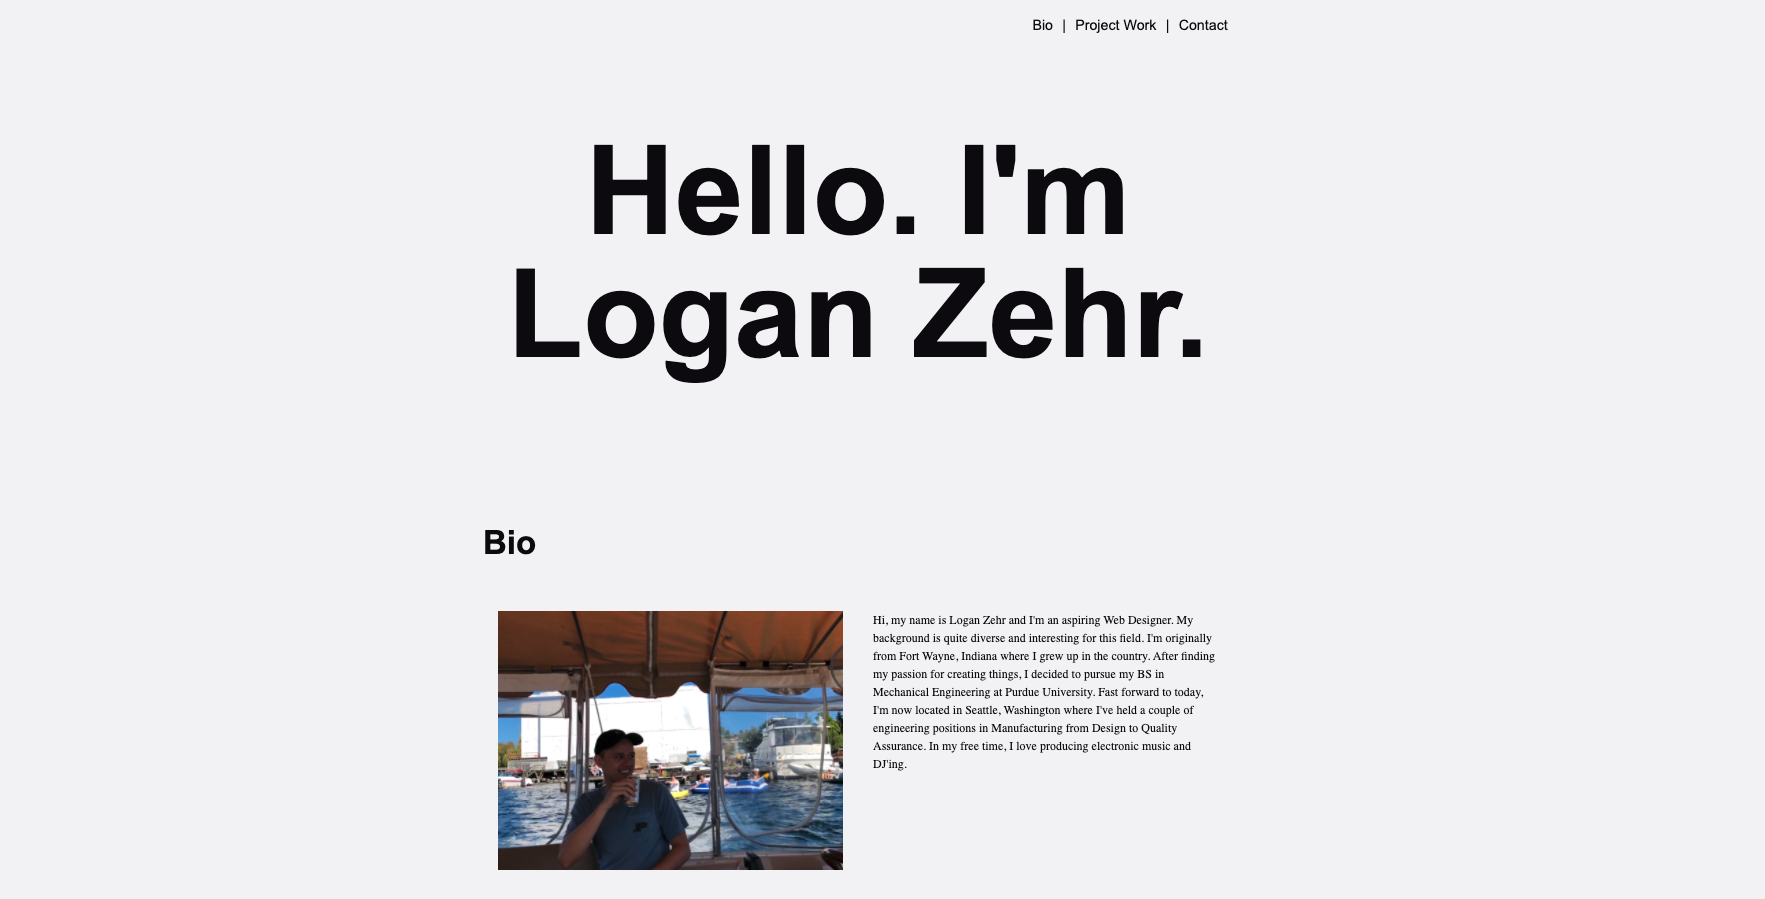 Bio | Project Work | Contact
Hello. I'm
Logan Zehr.
Bio
Hi, my name is Logan Zehr and I'm an aspiring Web Designer. My
background is quite diverse and interesting for this field. I'm originally
from Fort Wayne, Indiana where I grew up in the country. After finding
my passion for creating things, I decided to pursue my BS in
Mechanical Engineering at Purdue University. Fast forward to today,
I'm now located in Seattle, Washington where I've held a couple of
engineering positions in Manufacturing from Design to Quality
Assurance. In my free time, I love producing electronic music and
DJ'ing.